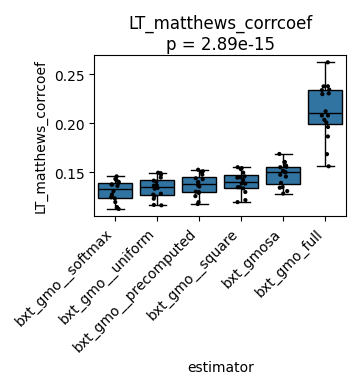 LT_matthews_corrcoef
p = 2.89e-15
LT_matthews_corrcoef
0.25
0.20
0.15
bxt_gmo__softmax
bxt_gmo__uniform
bxt_gmo__precomputed
bxt_gmo__square
bxt_gmosa
bxt_gmo_full
estimator